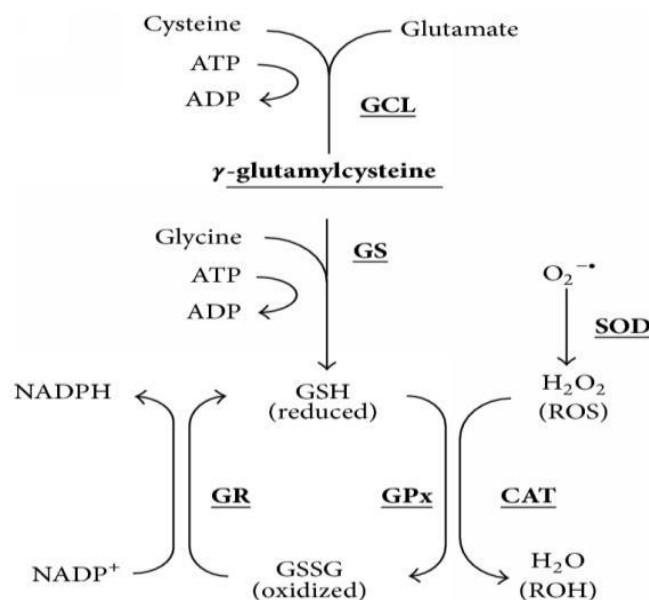 Cysteine
Glutamate
ATP
ADP
GCL
γ-glutamylcysteine
Glycine
GS
ATP
ADP
O₂⁻•
SOD
NADPH
GSH
(reduced)
H₂O₂
(ROS)
GR
GPx
CAT
NADP⁺
GSSG
(oxidized)
H₂O
(ROH)